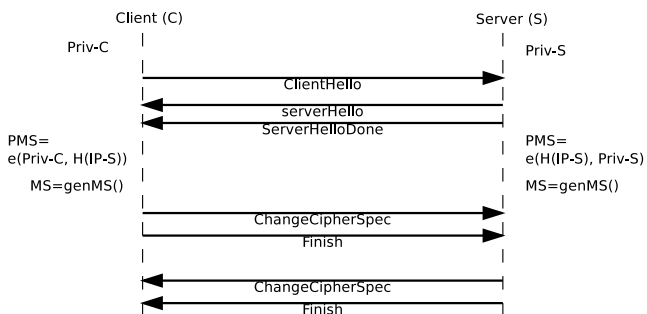 Client (C)
Server (S)
Priv-C
Priv-S
ClientHello
serverHello
ServerHelloDone
PMS=
e(Priv-C, H(IP-S))
MS=genMS()
PMS=
e(H(IP-S), Priv-S)
MS=genMS()
ChangeCipherSpec
Finish
ChangeCipherSpec
Finish